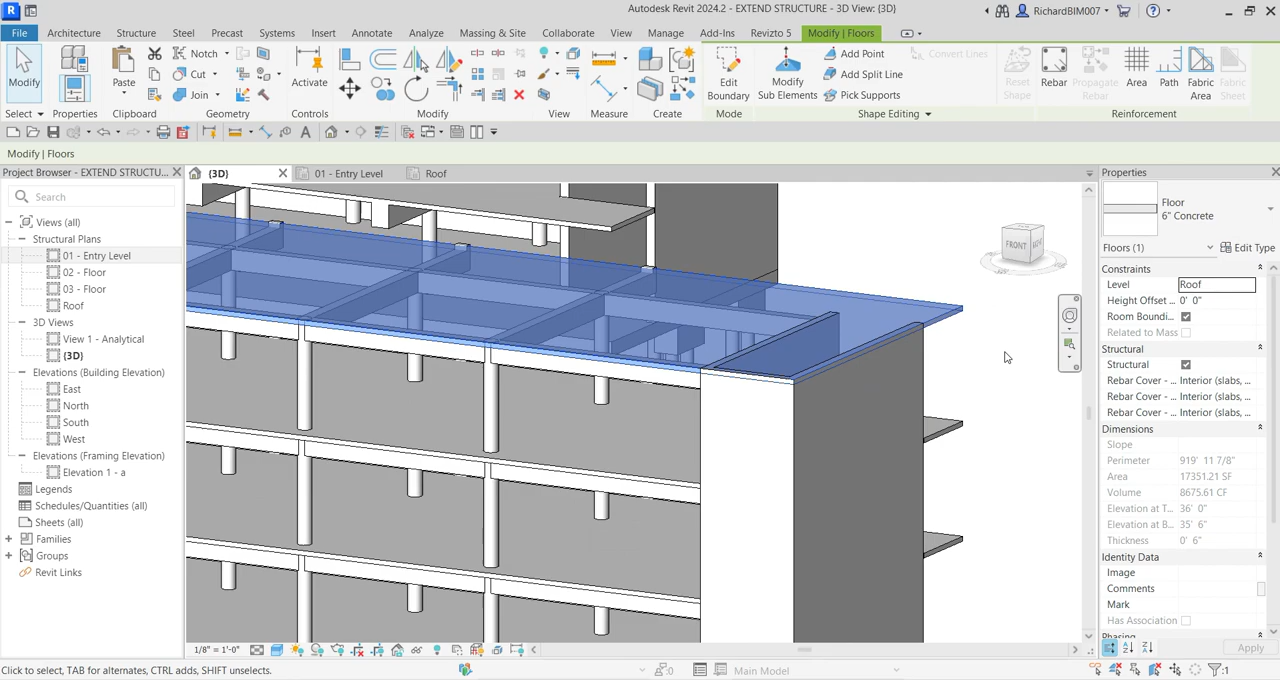 Autodesk Revit 2024.2 - EXTEND STRUCTURE - 3D View: {3D}
RichardBIM007
File
Architecture
Structure
Steel
Precast
Systems
Insert
Annotate
Analyze
Massing & Site
Collaborate
View
Manage
Add-Ins
Revizto 5
Modify | Floors
Modify
Paste
Notch
Cut
Join
Activate
Edit
Boundary
Modify
Sub Elements
Add Point
Add Split Line
Pick Supports
Convert Lines
Reset
Shape
Rebar
Propagate
Rebar
Area
Path
Fabric
Area
Fabric
Sheet
Select
Properties
Clipboard
Geometry
Controls
Modify
View
Measure
Create
Mode
Shape Editing
Reinforcement
Modify | Floors
Project Browser - EXTEND STRUCTU...
Search
Views (all)
Structural Plans
01 - Entry Level
02 - Floor
03 - Floor
Roof
3D Views
View 1 - Analytical
{3D}
Elevations (Building Elevation)
East
North
South
West
Elevations (Framing Elevation)
Elevation 1 - a
Legends
Schedules/Quantities (all)
Sheets (all)
Families
Groups
Revit Links
{3D}
01 - Entry Level
Roof
FRONT
1/8" = 1'-0"
Properties
Floor
6" Concrete
Floors (1)
Edit Type
Constraints
Level Roof
Height Offset ... 0' 0"
Room Boundi...
Related to Mass
Structural
Structural
Rebar Cover - ... Interior (slabs, ...
Rebar Cover - ... Interior (slabs, ...
Rebar Cover - ... Interior (slabs, ...
Dimensions
Slope
Perimeter 919' 11 7/8"
Area 17351.21 SF
Volume 8675.61 CF
Elevation at T... 36' 0"
Elevation at B... 35' 6"
Thickness 0' 6"
Identity Data
Image
Comments
Mark
Has Association
Phasing
Apply
Click to select, TAB for alternates, CTRL adds, SHIFT unselects.
:0
Main Model
:1